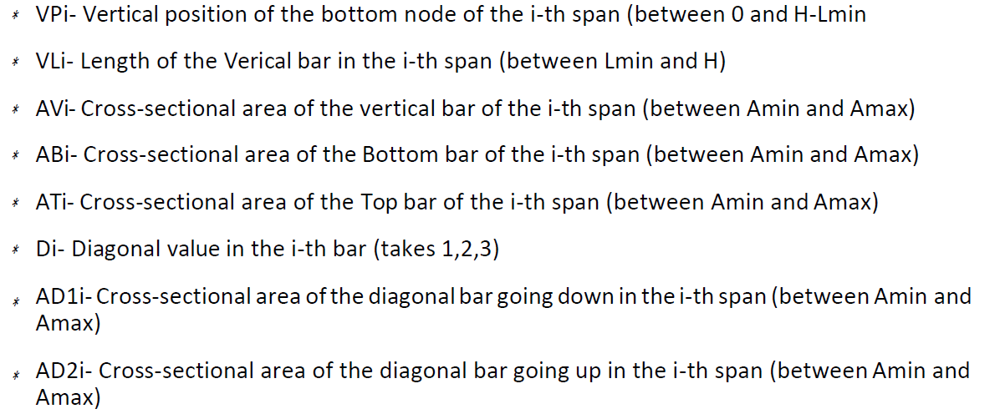 * VPi- Vertical position of the bottom node of the i-th span (between 0 and H-Lmin
* VLi- Length of the Verical bar in the i-th span (between Lmin and H)
* AVi- Cross-sectional area of the vertical bar of the i-th span (between Amin and Amax)
* ABi- Cross-sectional area of the Bottom bar of the i-th span (between Amin and Amax)
* ATi- Cross-sectional area of the Top bar of the i-th span (between Amin and Amax)
* Di- Diagonal value in the i-th bar (takes 1,2,3)
* AD1i- Cross-sectional area of the diagonal bar going down in the i-th span (between Amin and
Amax)
* AD2i- Cross-sectional area of the diagonal bar going up in the i-th span (between Amin and
Amax)